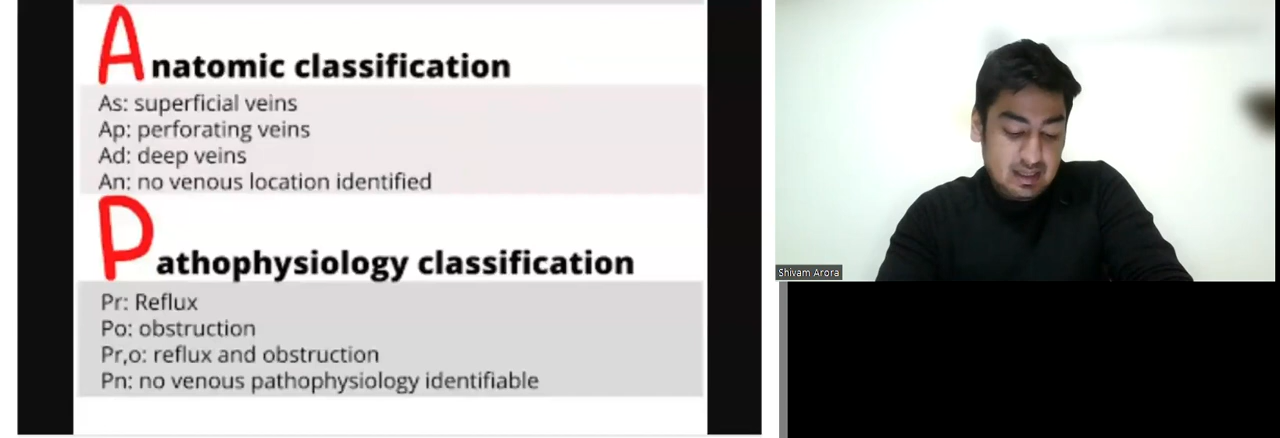 Anatomic classification
As: superficial veins
Ap: perforating veins
Ad: deep veins
An: no venous location identified
Pathophysiology classification
Pr: Reflux
Po: obstruction
Pr,o: reflux and obstruction
Pn: no venous pathophysiology identifiable
Shivam Arora